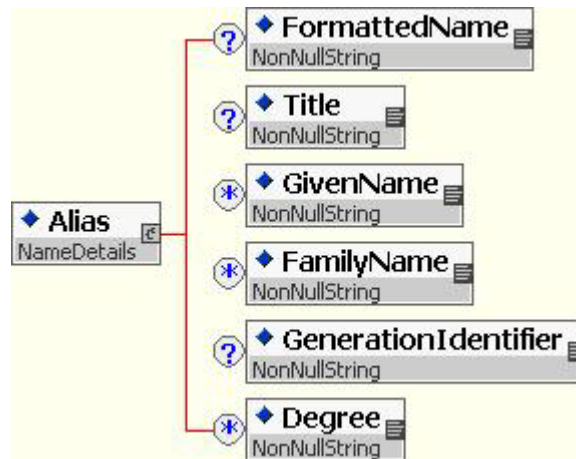 ? FormattedName
NonNullString
? Title
NonNullString
* GivenName
NonNullString
Alias
NameDetails
* FamilyName
NonNullString
? GenerationIdentifier
NonNullString
* Degree
NonNullString